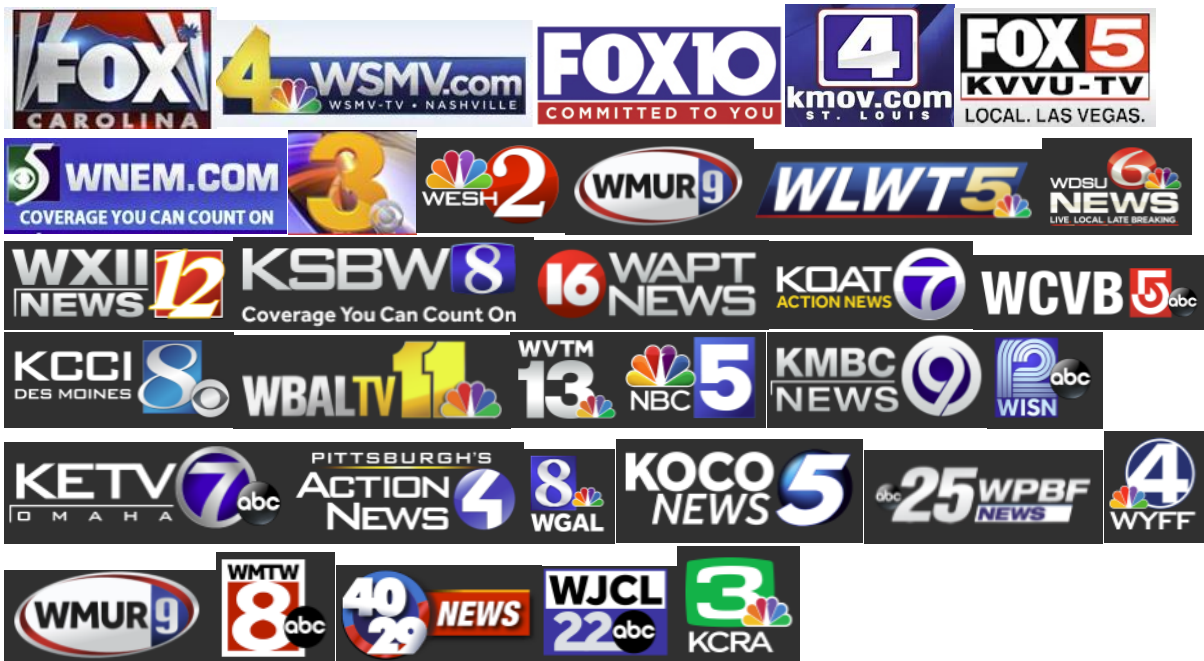 FOX
CAROLINA
4 WSMV.com
WSMV-TV • NASHVILLE
FOX10
COMMITTED TO YOU
4
kmov.com
ST. LOUIS
FOX 5
KVVU-TV
LOCAL. LAS VEGAS.
5 WNEM.COM
COVERAGE YOU CAN COUNT ON
3
WESH 2
WMUR 9
WLWT 5
WDSU 6
NEWS
LIVE LOCAL LATE BREAKING
WXII 12
NEWS
KSBW 8
Coverage You Can Count On
16 WAPT
NEWS
KOAT 7
ACTION NEWS
WCVB 5 abc
KCCI 8
DES MOINES
WBALTV 11
WVTM
13
NBC 5
KMBC 9
NEWS
12 abc
WISN
KETV 7 abc
OMAHA
PITTSBURGH'S
ACTION 4
NEWS
8
WGAL
KOCO 5
NEWS
abc 25 WPBF
NEWS
4
WYFF
WMUR 9
WMTW
8 abc
40
29 NEWS
WJCL
22 abc
3
KCRA